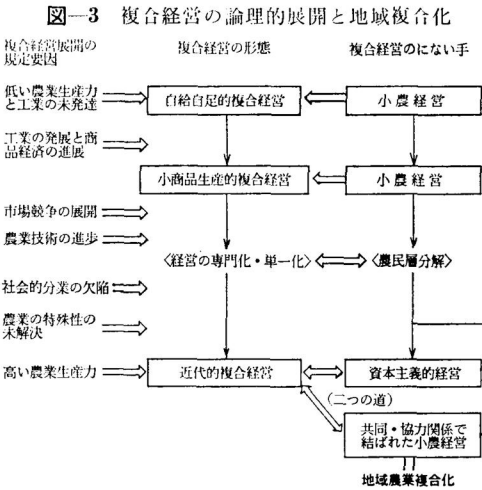 図—3 複合経営の論理的展開と地域複合化
複合経営展開の
規定要因
複合経営の形態
複合経営のにない手
低い農業生産力
と工業の未発達
自給自足的複合経営
小農経営
工業の発展と商
品経済の進展
小商品生産的複合経営
小農経営
市場競争の展開
農業技術の進歩
〈経営の専門化・単一化〉
〈農民層分解〉
社会的分業の欠陥
農業の特殊性の
未解決
高い農業生産力
近代的複合経営
資本主義的経営
(二つの道)
共同・協力関係で
結ばれた小農経営
地域農業複合化